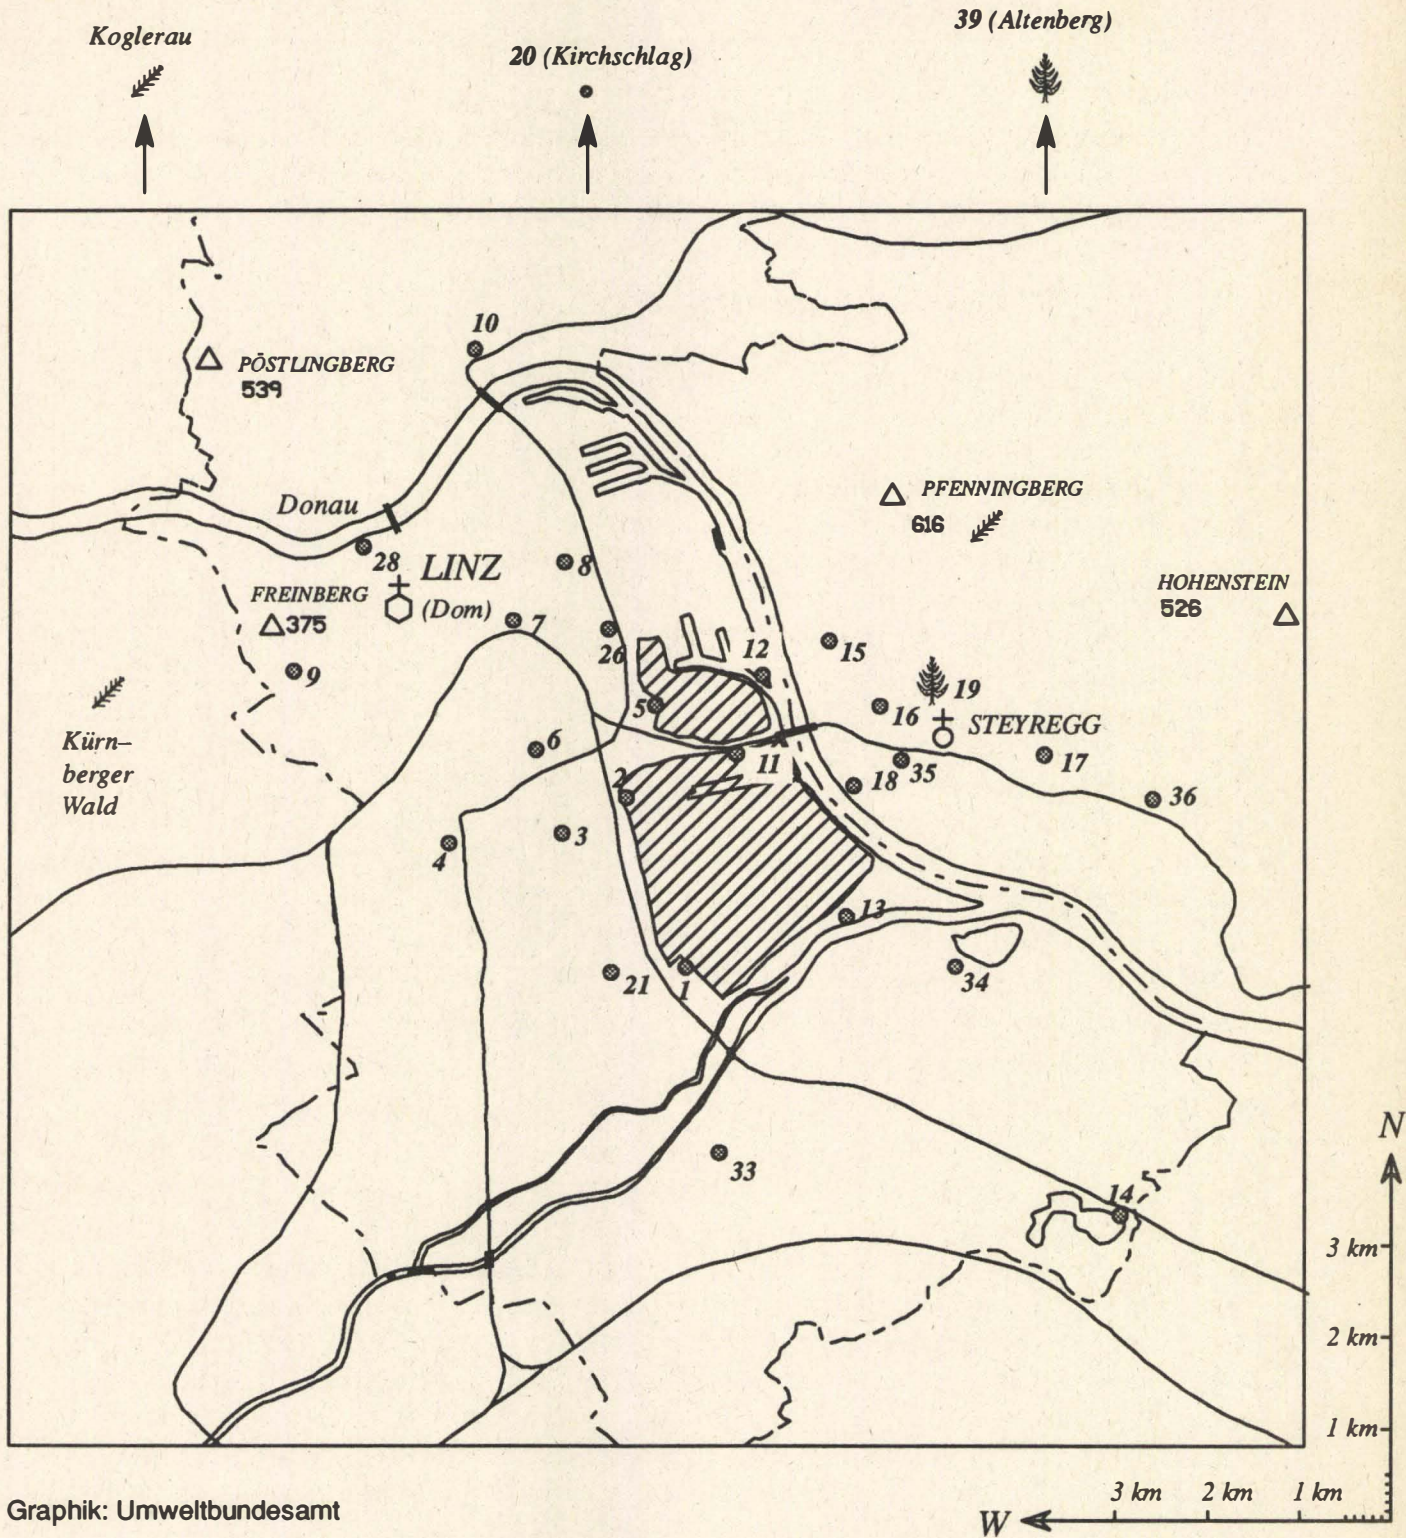 Koglerau
20 (Kirchschlag)
39 (Altenberg)
10
PÖSTLINGBERG
539
Donau
PFENNINGBERG
616
28
LINZ
8
FREINBERG
375
(Dom)
HOHENSTEIN
526
7
26
12
15
9
19
5
16
STEYREGG
Kürn–
berger
Wald
6
11
35
17
2
18
36
3
4
13
21
1
34
N
33
14
3 km
2 km
1 km
3 km 2 km 1 km
W
Graphik: Umweltbundesamt